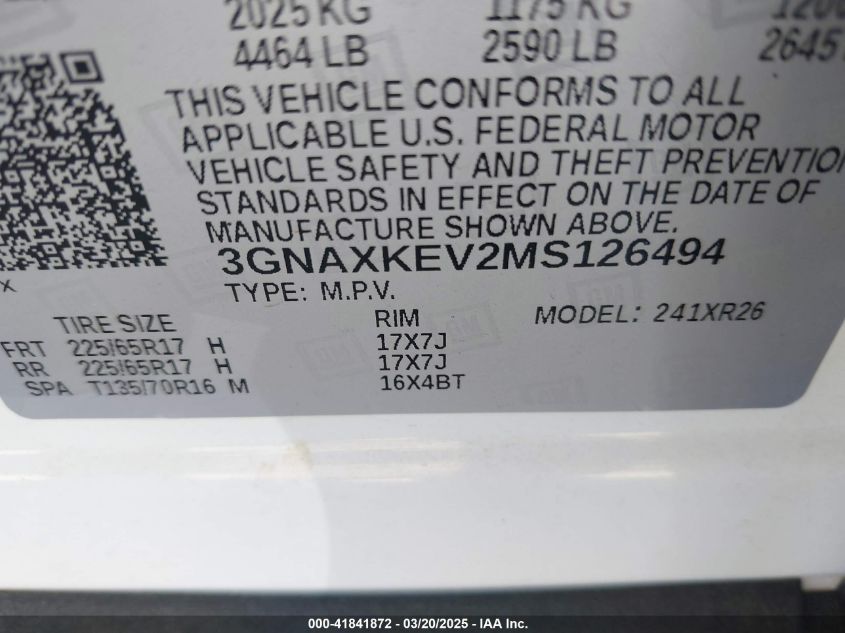 2025 KG 1175 KG
4464 LB 2590 LB 2645
THIS VEHICLE CONFORMS TO ALL
APPLICABLE U.S. FEDERAL MOTOR
VEHICLE SAFETY AND THEFT PREVENTION
STANDARDS IN EFFECT ON THE DATE OF
MANUFACTURE SHOWN ABOVE.
3GNAXKEV2MS126494
X
TYPE: M.P.V.
TIRE SIZE RIM MODEL: 241XR26
FRT 225/65R17 H 17X7J
RR 225/65R17 H 17X7J
SPA T135/70R16 M 16X4BT
000-41841872 / 03/20/2025 - IAA Inc.